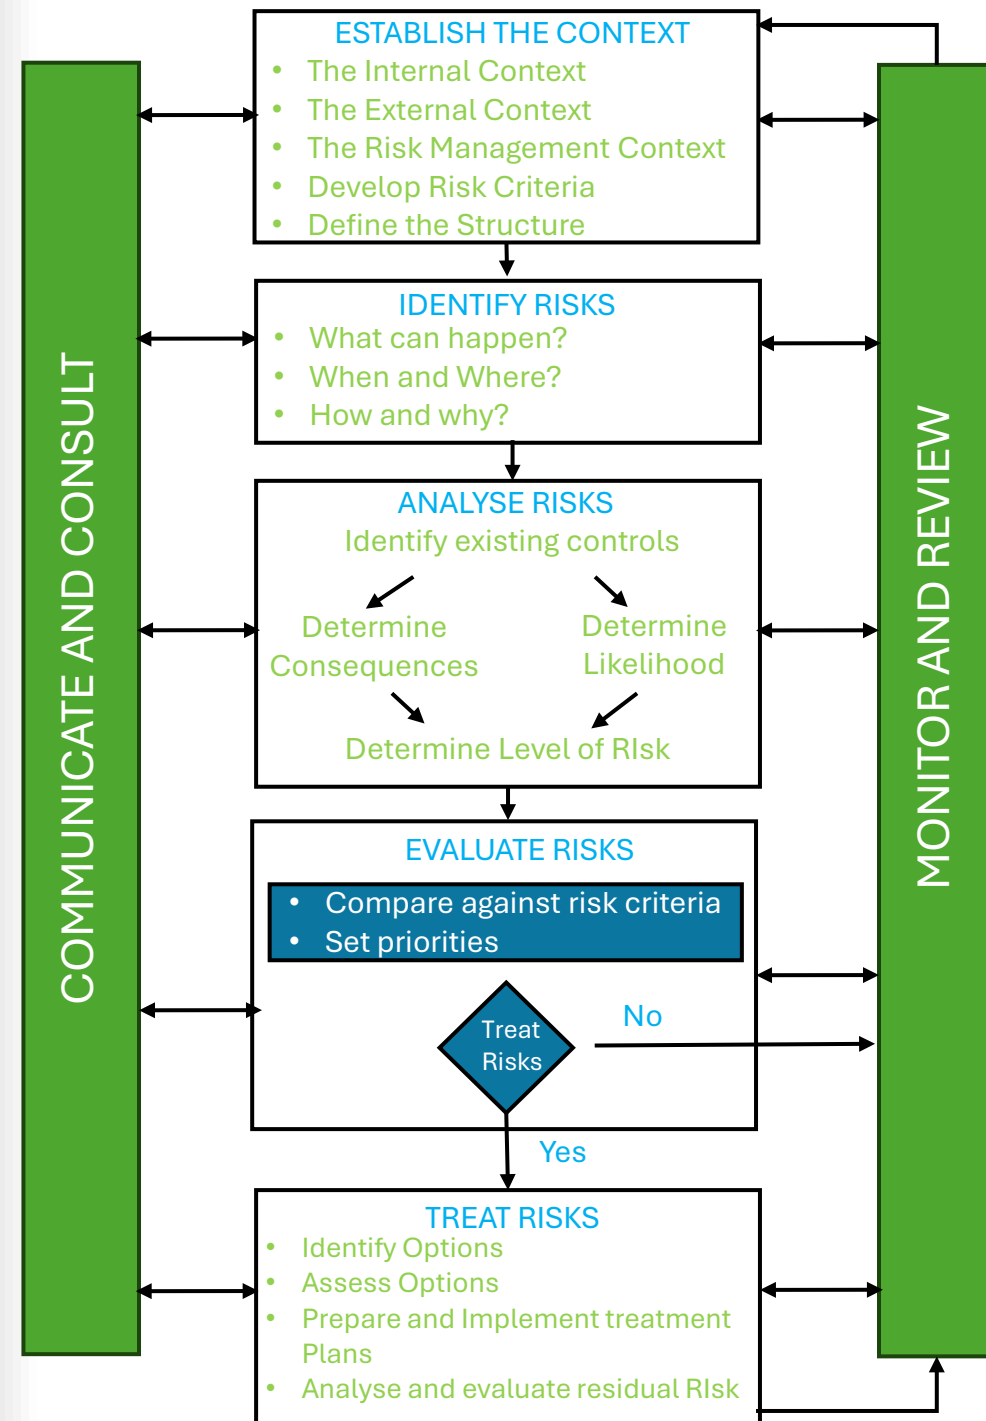 ESTABLISH THE CONTEXT
• The Internal Context
• The External Context
• The Risk Management Context
• Develop Risk Criteria
• Define the Structure
COMMUNICATE AND CONSULT
MONITOR AND REVIEW
IDENTIFY RISKS
• What can happen?
• When and Where?
• How and why?
ANALYSE RISKS
Identify existing controls
Determine
Consequences
Determine
Likelihood
Determine Level of RIsk
EVALUATE RISKS
• Compare against risk criteria
• Set priorities
Treat
Risks
No
Yes
TREAT RISKS
• Identify Options
• Assess Options
• Prepare and Implement treatment
Plans
• Analyse and evaluate residual RIsk